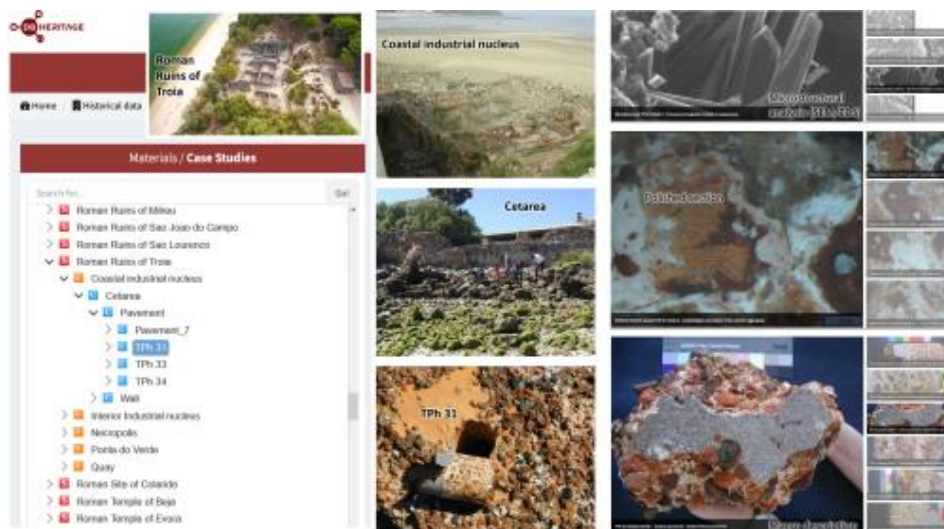 DB HERITAGE
Roman
Ruins of
Troia
Home
Historical data
Materials / Case Studies
Search for...
Go!
Roman Ruins of Milreu
Roman Ruins of Sao Joao do Campo
Roman Ruins of Sao Lourenco
Roman Ruins of Troia
Coastal industrial nucleus
Cetarea
Pavement
Pavement_7
TPh 31
TPh 33
TPh 34
Wall
Interior Industrial nucleus
Necropolis
Ponta do Verde
Quay
Roman Site of Colaride
Roman Temple of Beja
Roman Temple of Evora
Coastal industrial nucleus
Cetarea
TPh 31
Microstructural
analysis (SEM/EDS)
Polished section